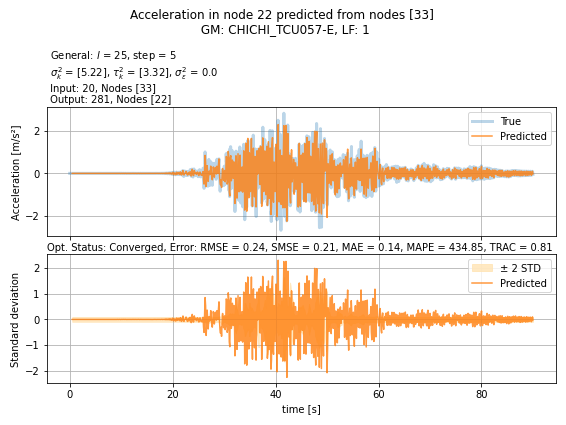 Acceleration in node 22 predicted from nodes [33]
GM: CHICHI_TCU057-E, LF: 1
General: l = 25, step = 5
σ²ₖ = [5.22], τ²ₖ = [3.32], σ²ε = 0.0
Input: 20, Nodes [33]
Output: 281, Nodes [22]
Acceleration [m/s²]
2
0
−2
True
Predicted
Opt. Status: Converged, Error: RMSE = 0.24, SMSE = 0.21, MAE = 0.14, MAPE = 434.85, TRAC = 0.81
Standard deviation
2
1
0
−1
−2
± 2 STD
Predicted
0 20 40 60 80
time [s]